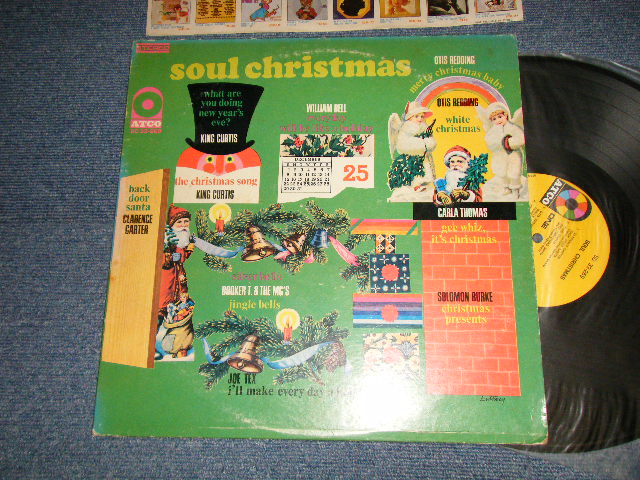 soul christmas
ATCO
what are
you doing
new year's
eve?
KING CURTIS
the christmas song
KING CURTIS
WILLIAM BELL
DECEMBER
25
OTIS REDDING
merry christmas baby
OTIS REDDING
white
christmas
back
door
santa
CLARENCE
CARTER
CARLA THOMAS
gee whiz,
it's christmas
BOOKER T. & THE MG'S
jingle bells
SOLOMON BURKE
christmas
presents
JOE TEX
i'll make every day
ATCO
SOUL CHRISTMAS